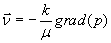 v⃗ = −k/μ grad(p)